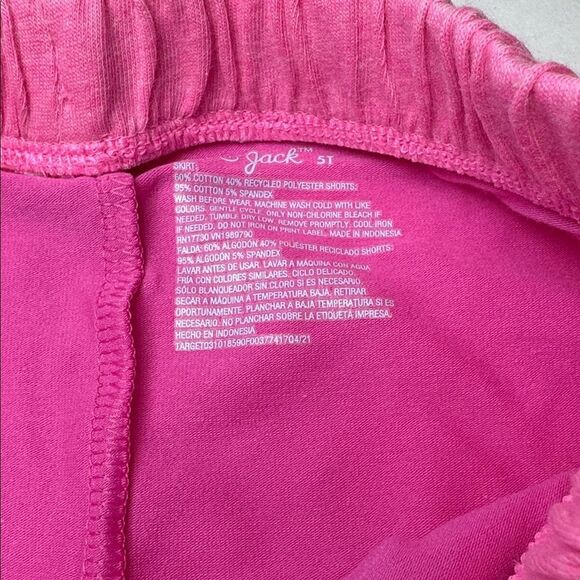 Jack™ 5T
SKIRT:
60% COTTON 40% RECYCLED POLYESTER SHORTS:
95% COTTON 5% SPANDEX
WASH BEFORE WEAR. MACHINE WASH COLD WITH LIKE
COLORS. GENTLE CYCLE. ONLY NON-CHLORINE BLEACH IF
NEEDED. TUMBLE DRY LOW. REMOVE PROMPTLY. COOL IRON
IF NEEDED. DO NOT IRON ON PRINT LABEL. MADE IN INDONESIA
RN17730 VN1989790
FALDA: 60% ALGODÓN 40% POLIÉSTER RECICLADO SHORTS:
95% ALGODÓN 5% SPANDEX
LAVAR ANTES DE USAR. LAVAR A MÁQUINA CON AGUA
FRÍA CON COLORES SIMILARES. CICLO DELICADO.
SÓLO BLANQUEADOR SIN CLORO SI ES NECESARIO.
SECAR A MÁQUINA A TEMPERATURA BAJA. RETIRAR
OPORTUNAMENTE. PLANCHAR A BAJA TEMPERATURA SI ES
NECESARIO. NO PLANCHAR SOBRE LA ETIQUETA IMPRESA.
HECHO EN INDONESIA
TARGET031018590F0037741704/21